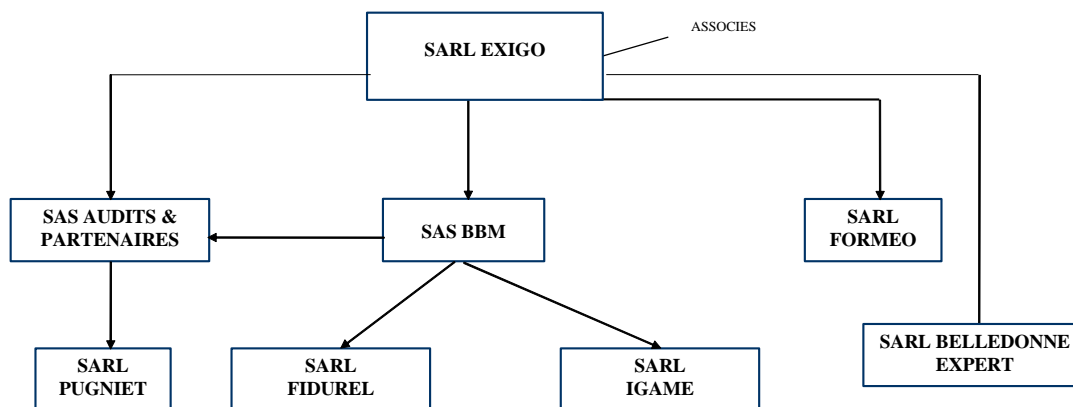 ASSOCIES
SARL EXIGO
SAS AUDITS &
PARTENAIRES
SAS BBM
SARL
FORMEO
SARL
PUGNIET
SARL
FIDUREL
SARL
IGAME
SARL BELLEDONNE
EXPERT